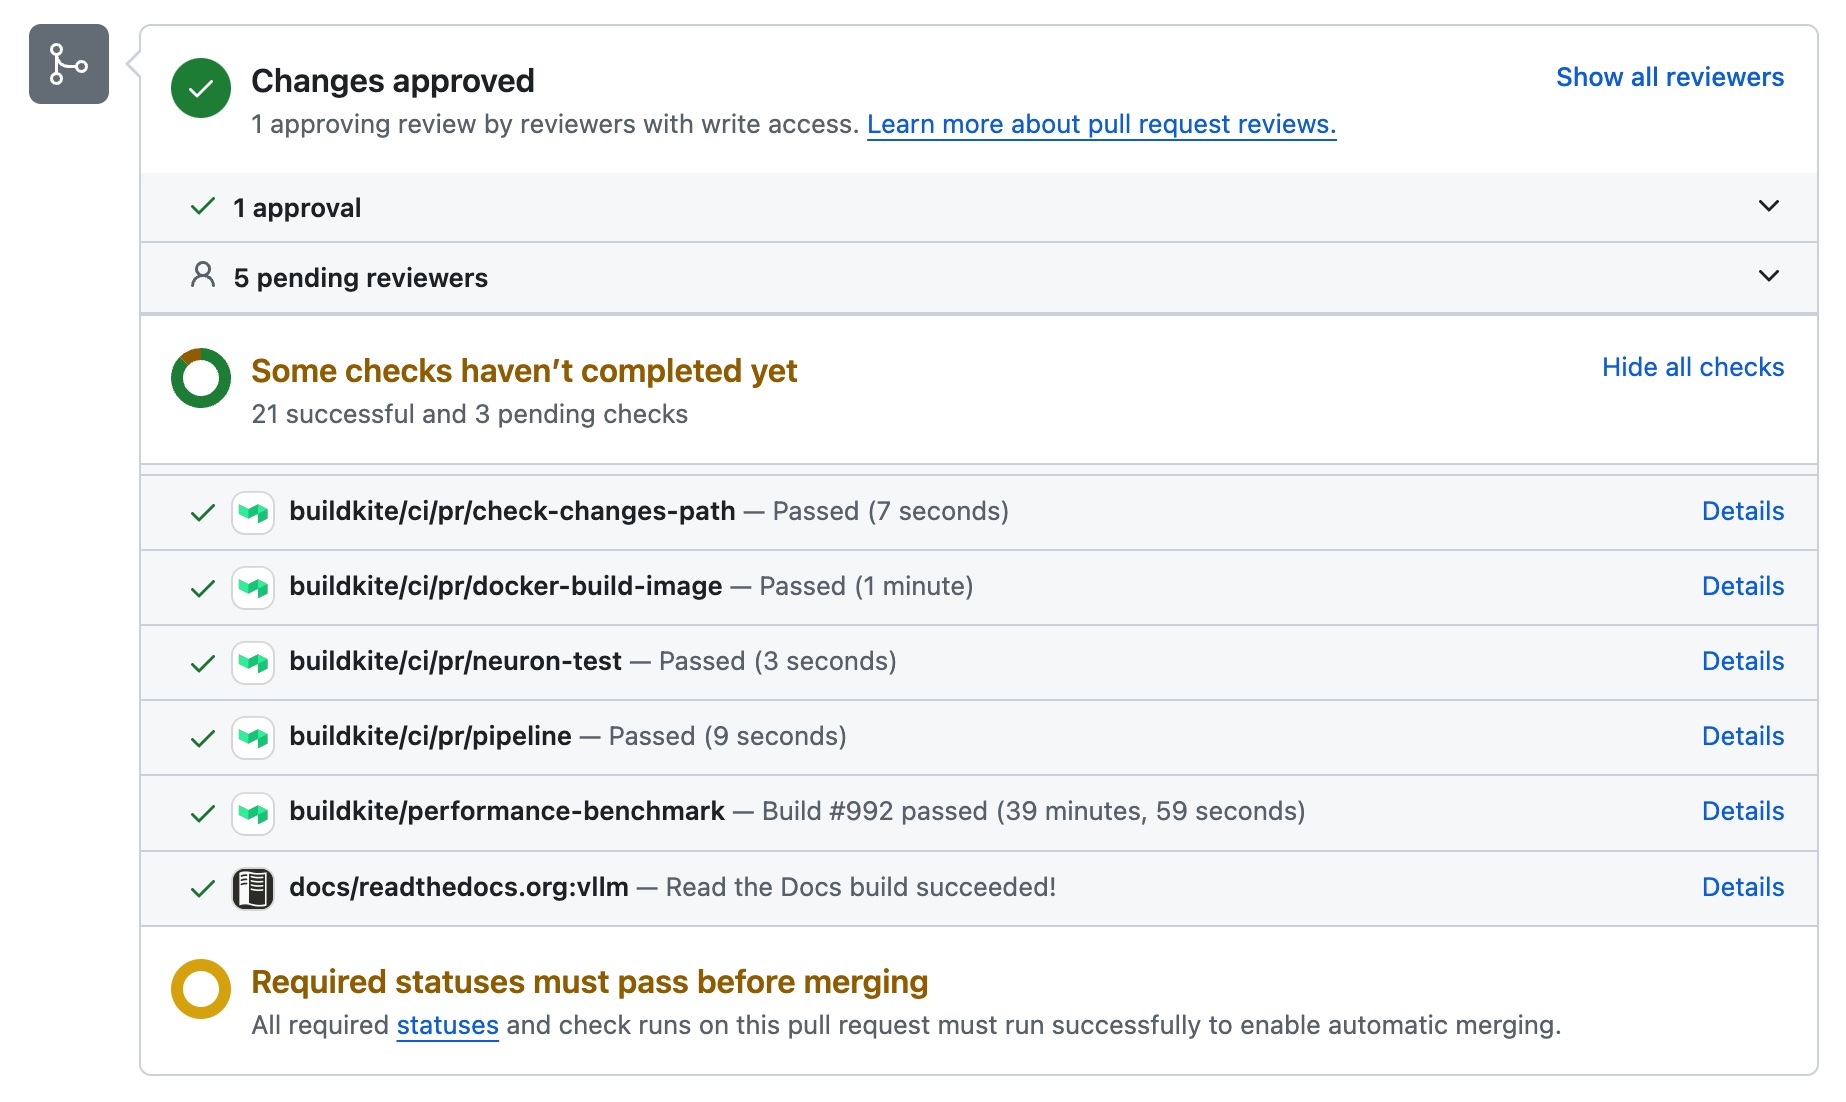 Changes approved
Show all reviewers
1 approving review by reviewers with write access. Learn more about pull request reviews.
1 approval
5 pending reviewers
Some checks haven’t completed yet
Hide all checks
21 successful and 3 pending checks
buildkite/ci/pr/check-changes-path — Passed (7 seconds) Details
buildkite/ci/pr/docker-build-image — Passed (1 minute) Details
buildkite/ci/pr/neuron-test — Passed (3 seconds) Details
buildkite/ci/pr/pipeline — Passed (9 seconds) Details
buildkite/performance-benchmark — Build #992 passed (39 minutes, 59 seconds) Details
docs/readthedocs.org:vllm — Read the Docs build succeeded! Details
Required statuses must pass before merging
All required statuses and check runs on this pull request must run successfully to enable automatic merging.